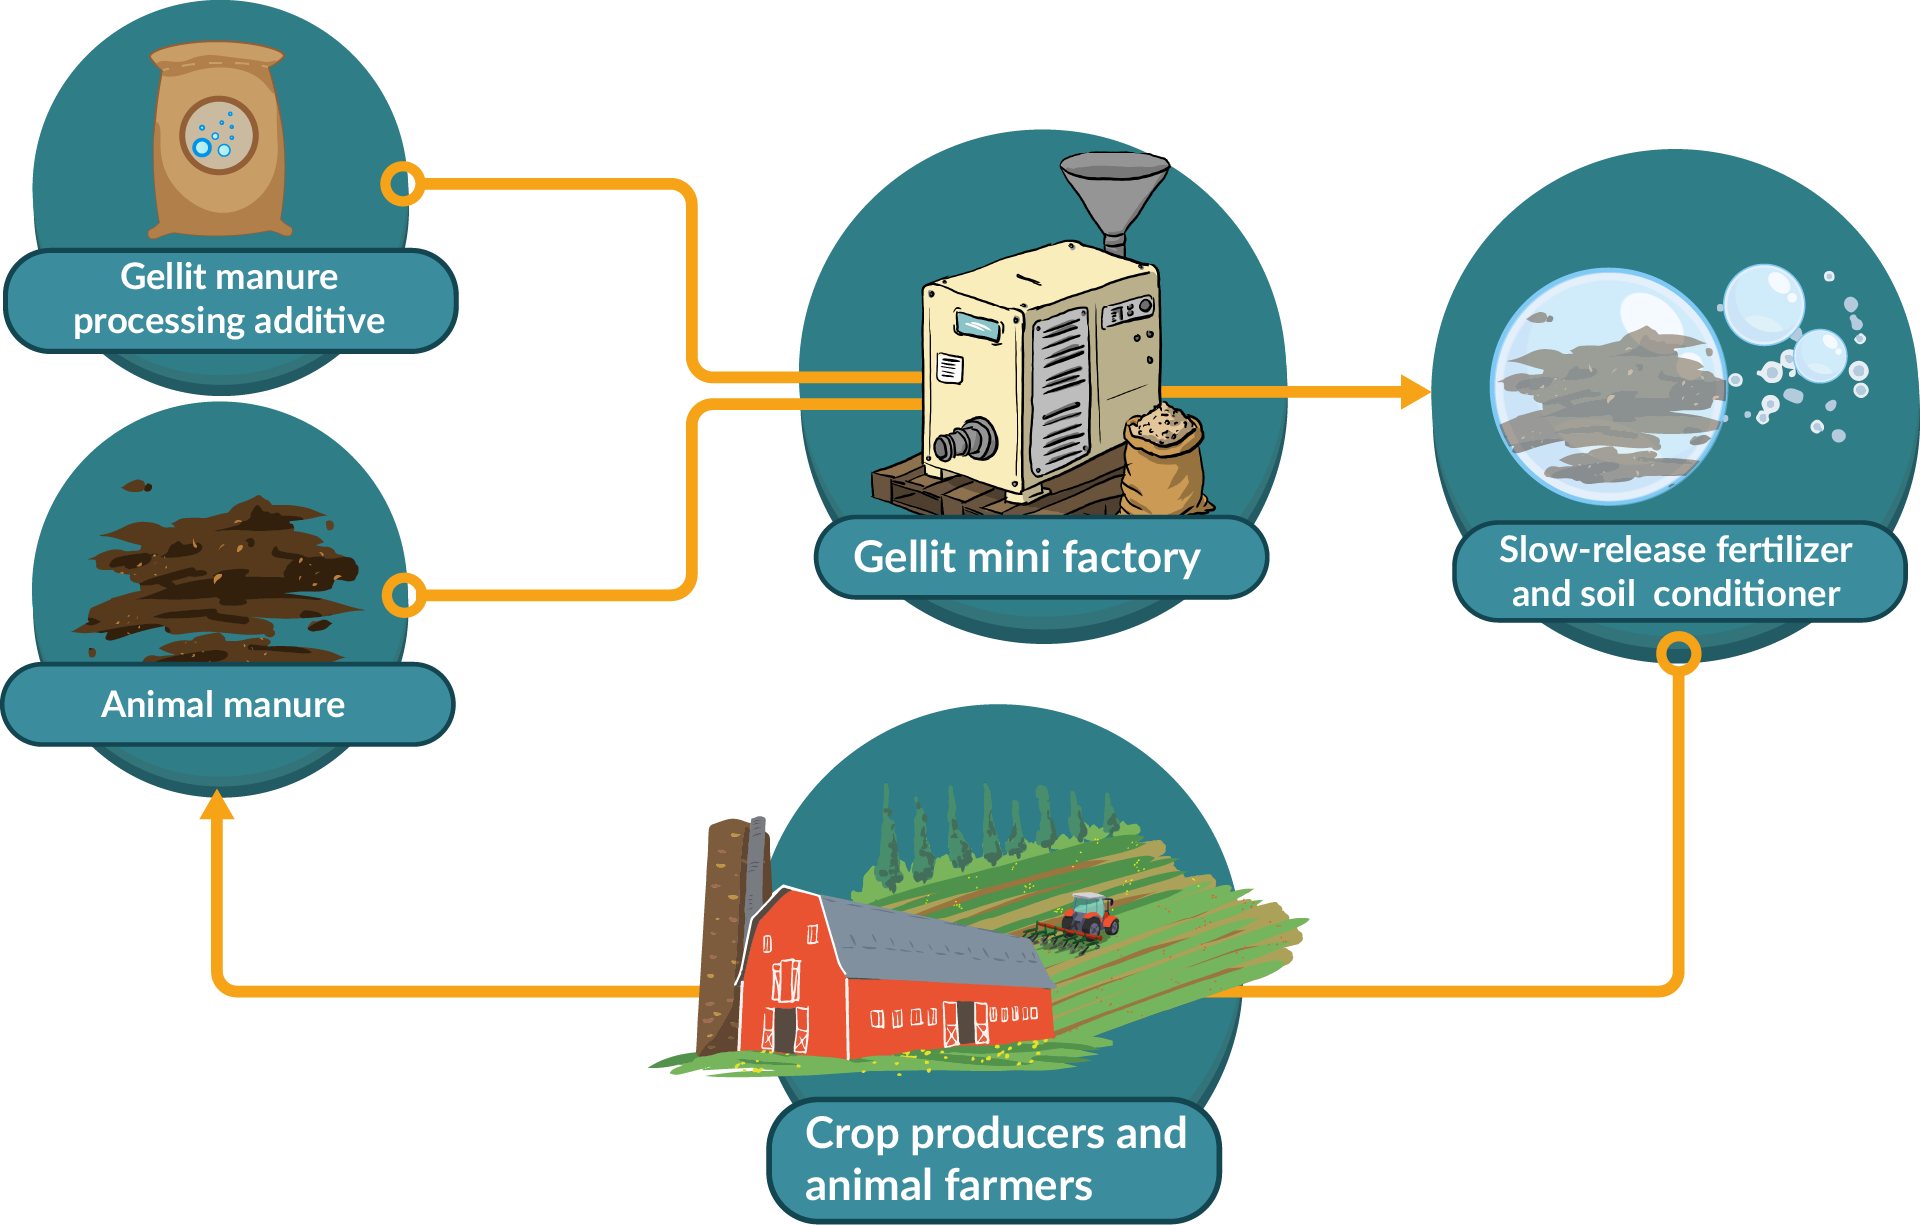 Gellit manure
processing additive
Animal manure
Gellit mini factory
Slow-release fertilizer
and soil conditioner
Crop producers and
animal farmers